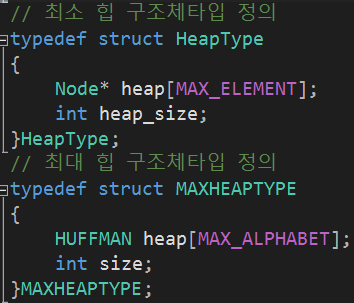 // 최소 힙 구조체타입 정의
typedef struct HeapType
{
    Node* heap[MAX_ELEMENT];
    int heap_size;
}HeapType;
// 최대 힙 구조체타입 정의
typedef struct MAXHEAPTYPE
{
    HUFFMAN heap[MAX_ALPHABET];
    int size;
}MAXHEAPTYPE;